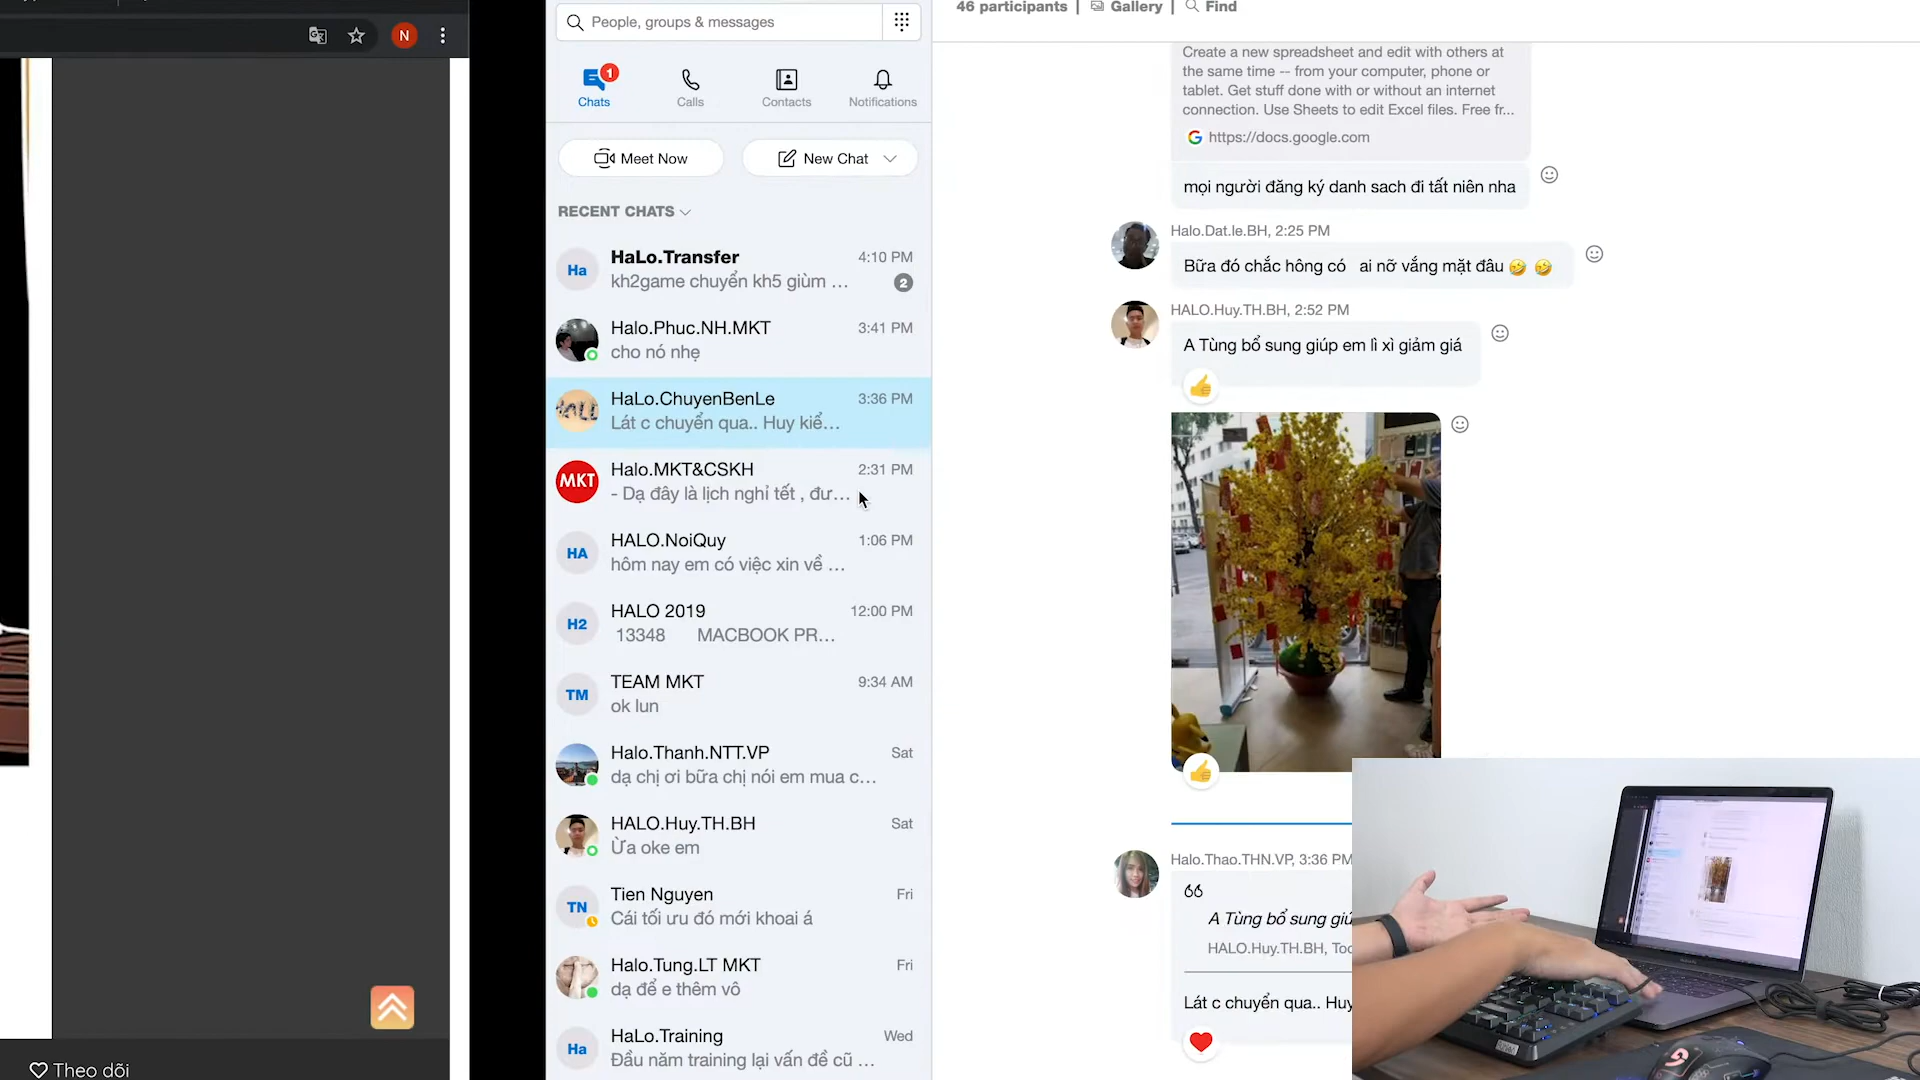 N
Theo dõi
People, groups & messages
1
Chats
Calls
Contacts
Notifications
Meet Now
New Chat
RECENT CHATS
Ha
HaLo.Transfer
4:10 PM
kh2game chuyển kh5 giùm ...
2
Halo.Phuc.NH.MKT
3:41 PM
cho nó nhẹ
HaLo.ChuyenBenLe
3:36 PM
Lát c chuyển qua.. Huy kiể...
MKT
Halo.MKT&CSKH
2:31 PM
- Dạ đây là lịch nghỉ tết , đư...
HA
HALO.NoiQuy
1:06 PM
hôm nay em có việc xin về ...
H2
HALO 2019
12:00 PM
13348 MACBOOK PR...
TM
TEAM MKT
9:34 AM
ok lun
Halo.Thanh.NTT.VP
Sat
dạ chị ơi bữa chị nói em mua c...
HALO.Huy.TH.BH
Sat
Ừa oke em
TN
Tien Nguyen
Fri
Cái tối ưu đó mới khoai á
Halo.Tung.LT MKT
Fri
dạ để e thêm vô
Ha
HaLo.Training
Wed
Đầu năm training lại vấn đề cũ ...
46 participants | Gallery | Find
Create a new spreadsheet and edit with others at
the same time -- from your computer, phone or
tablet. Get stuff done with or without an internet
connection. Use Sheets to edit Excel files. Free fr...
https://docs.google.com
mọi người đăng ký danh sach đi tất niên nha
Halo.Dat.le.BH, 2:25 PM
Bữa đó chắc hông có ai nỡ vắng mặt đâu 🤣 🤣
HALO.Huy.TH.BH, 2:52 PM
A Tùng bổ sung giúp em lì xì giảm giá
Halo.Thao.THN.VP, 3:36 PM
A Tùng bổ sung giú
HALO.Huy.TH.BH, Toc
Lát c chuyển qua.. Huy